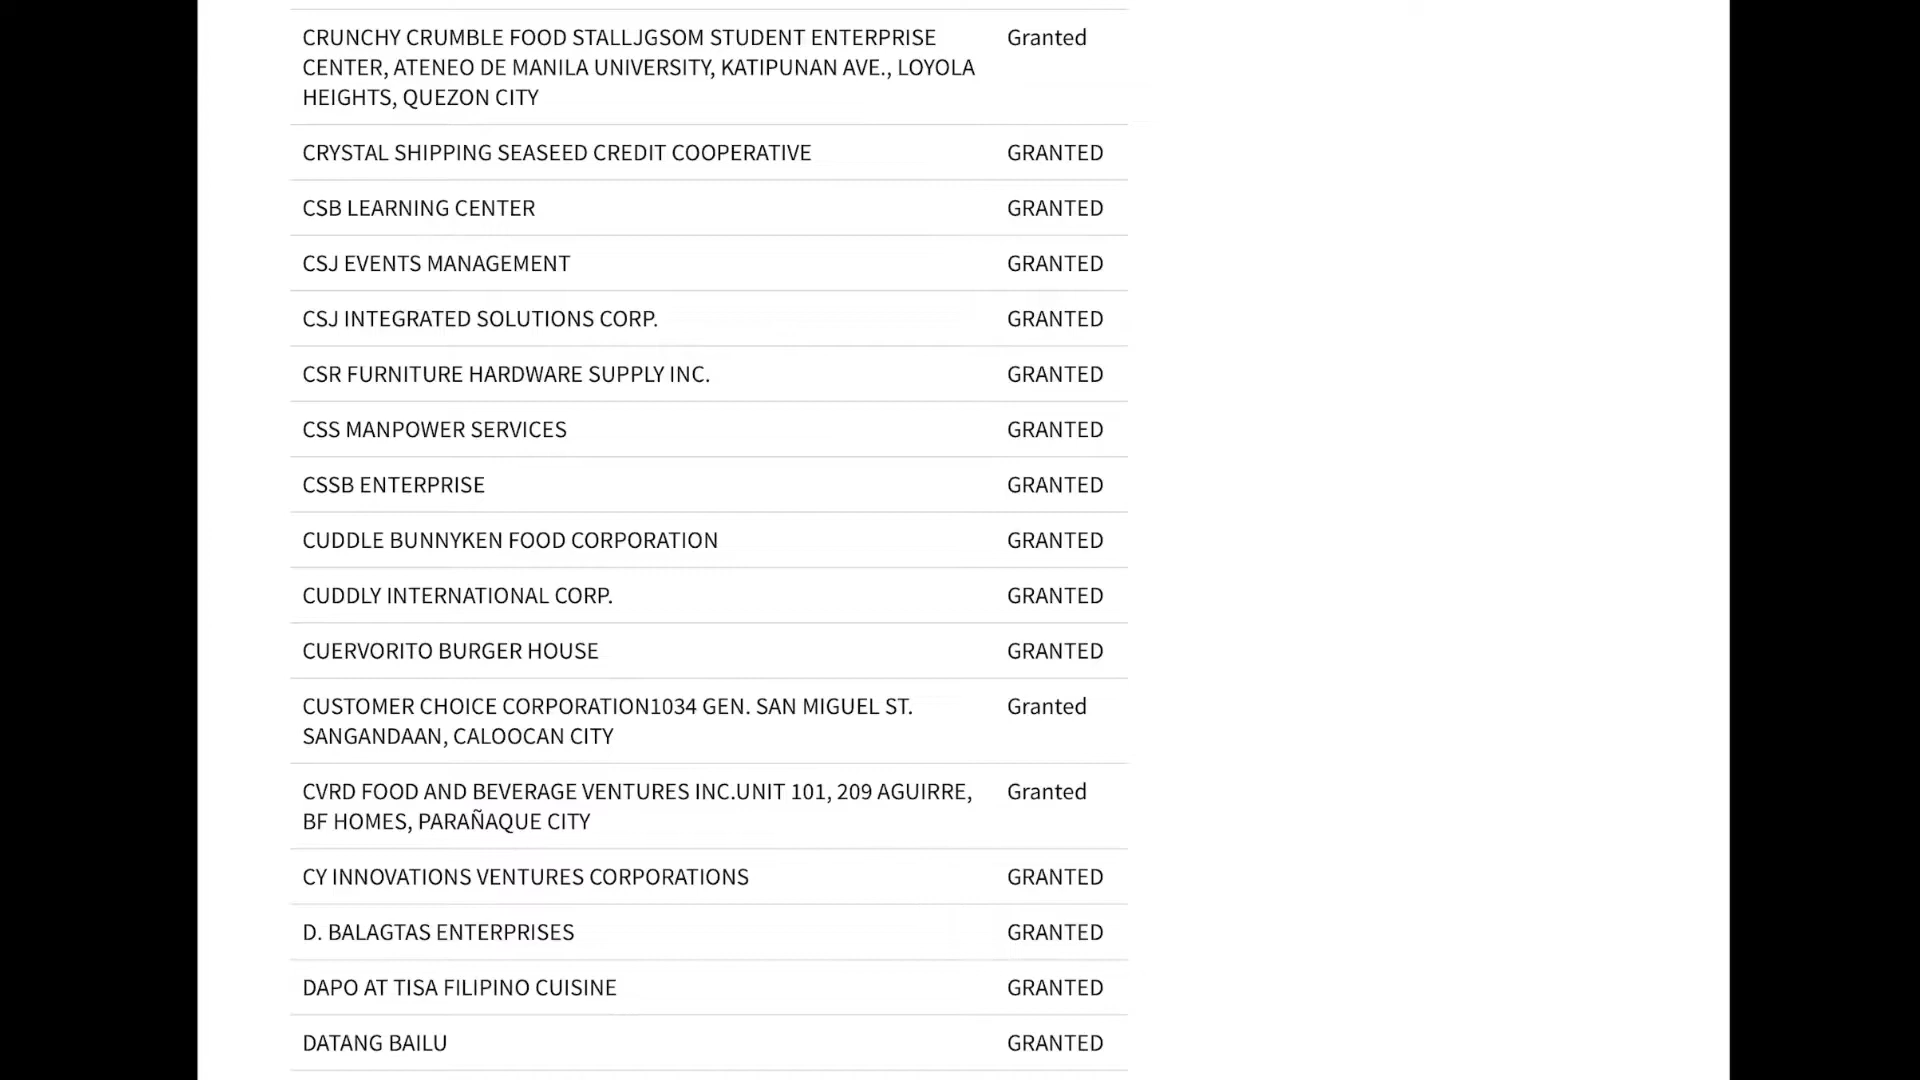 CRUNCHY CRUMBLE FOOD STALLJGSOM STUDENT ENTERPRISE Granted
CENTER, ATENEO DE MANILA UNIVERSITY, KATIPUNAN AVE., LOYOLA
HEIGHTS, QUEZON CITY
CRYSTAL SHIPPING SEASEED CREDIT COOPERATIVE GRANTED
CSB LEARNING CENTER GRANTED
CSJ EVENTS MANAGEMENT GRANTED
CSJ INTEGRATED SOLUTIONS CORP. GRANTED
CSR FURNITURE HARDWARE SUPPLY INC. GRANTED
CSS MANPOWER SERVICES GRANTED
CSSB ENTERPRISE GRANTED
CUDDLE BUNNYKEN FOOD CORPORATION GRANTED
CUDDLY INTERNATIONAL CORP. GRANTED
CUERVORITO BURGER HOUSE GRANTED
CUSTOMER CHOICE CORPORATION1034 GEN. SAN MIGUEL ST. Granted
SANGANDAAN, CALOOCAN CITY
CVRD FOOD AND BEVERAGE VENTURES INC.UNIT 101, 209 AGUIRRE, Granted
BF HOMES, PARAÑAQUE CITY
CY INNOVATIONS VENTURES CORPORATIONS GRANTED
D. BALAGTAS ENTERPRISES GRANTED
DAPO AT TISA FILIPINO CUISINE GRANTED
DATANG BAILU GRANTED